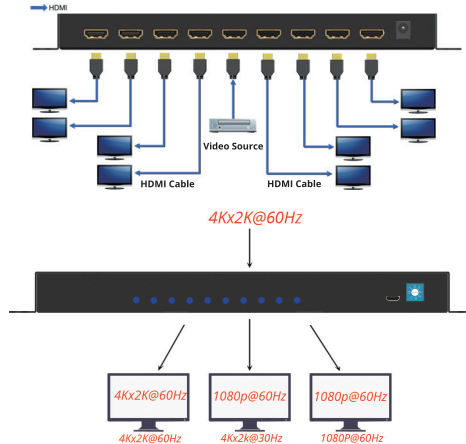 HDMI
Video Source
HDMI Cable
HDMI Cable
4Kx2K@60Hz
4Kx2K@60Hz
1080p@60Hz
1080p@60Hz
4Kx2K@60Hz
4Kx2k@30Hz
1080P@60Hz